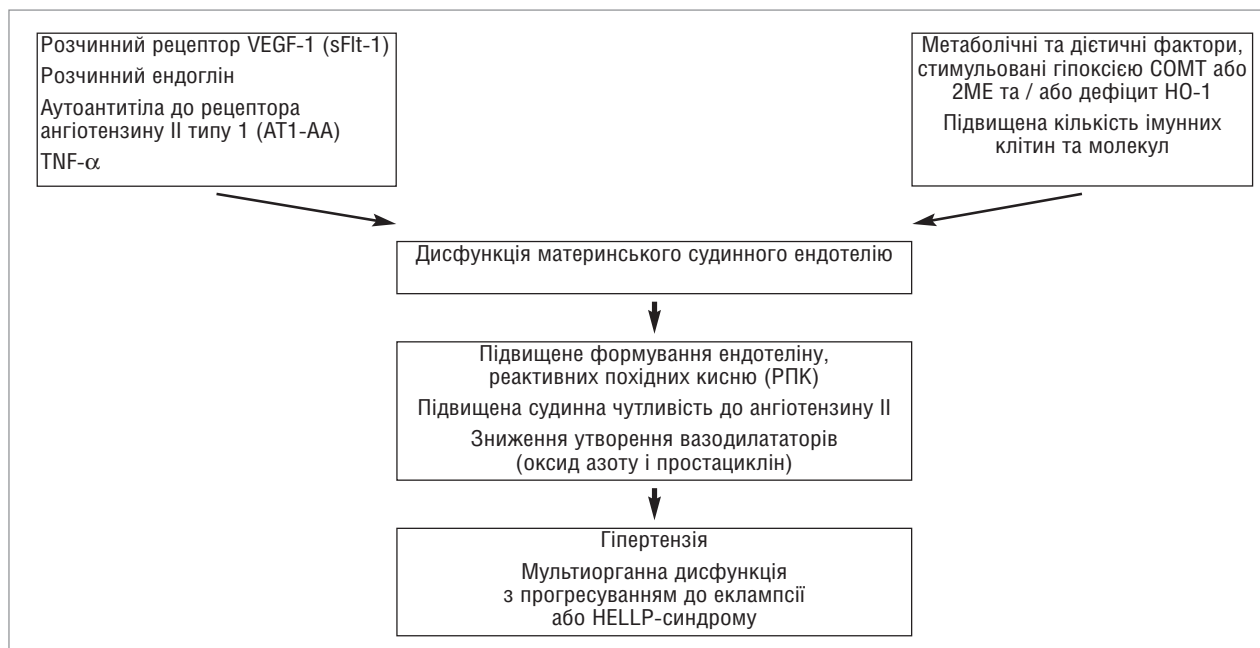 Розчинний рецептор VEGF-1 (sFlt-1)
Розчинний ендоглін
Аутоантитіла до рецептора
ангіотензину II типу 1 (AT1-AA)
TNF-α
Метаболічні та дієтичні фактори,
стимульовані гіпоксією COMT або
2ME та / або дефіцит НО-1
Підвищена кількість імунних
клітин та молекул
Дисфункція материнського судинного ендотелію
Підвищене формування ендотеліну,
реактивних похідних кисню (РПК)
Підвищена судинна чутливість до ангіотензину II
Зниження утворення вазодилататорів
(оксид азоту і простациклін)
Гіпертензія
Мультиорганна дисфункція
з прогресуванням до еклампсії
або HELLP-синдрому